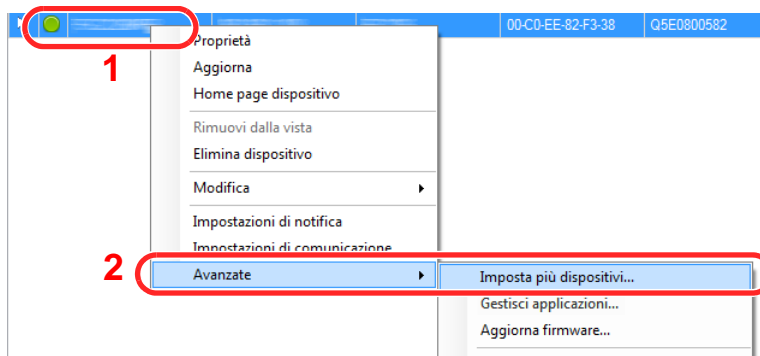 00-C0-EE-82-F3-38 Q5E0800582
1
Proprietà
Aggiorna
Home page dispositivo
Rimuovi dalla vista
Elimina dispositivo
Modifica
Impostazioni di notifica
Impostazioni di comunicazione
2
Avanzate
Imposta più dispositivi...
Gestisci applicazioni...
Aggiorna firmware...